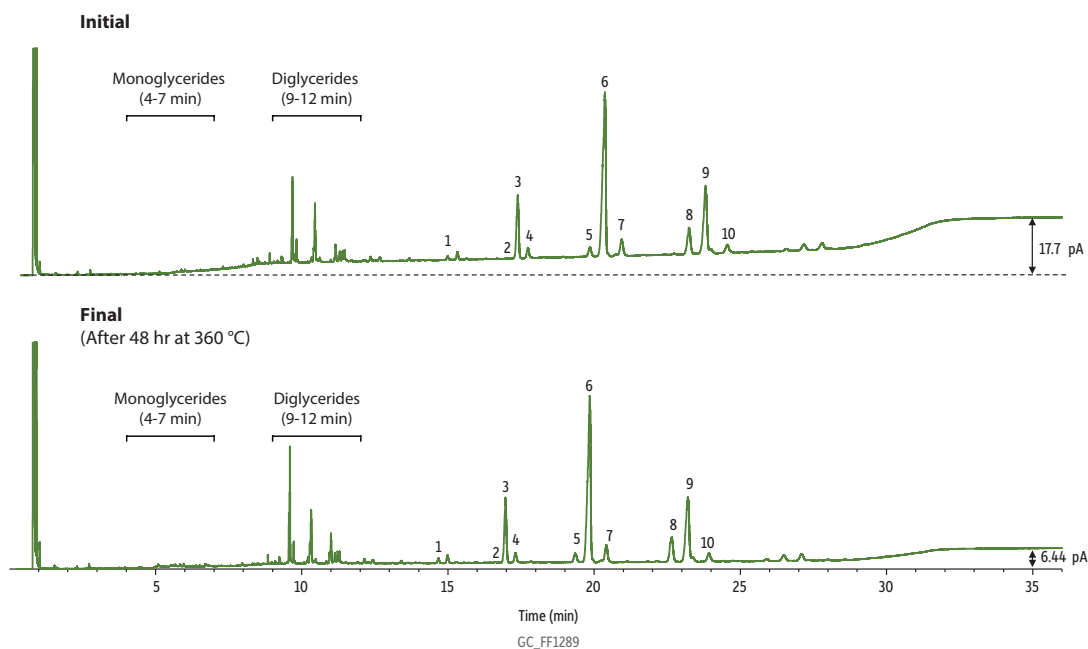 Initial
Monoglycerides
(4-7 min)
Diglycerides
(9-12 min)
1
2
3
4
5
6
7
8
9
10
17.7 pA
Final
(After 48 hr at 360 °C)
Monoglycerides
(4-7 min)
Diglycerides
(9-12 min)
1
2
3
4
5
6
7
8
9
10
6.44 pA
5 10 15 20 25 30 35
Time (min)
GC_FF1289